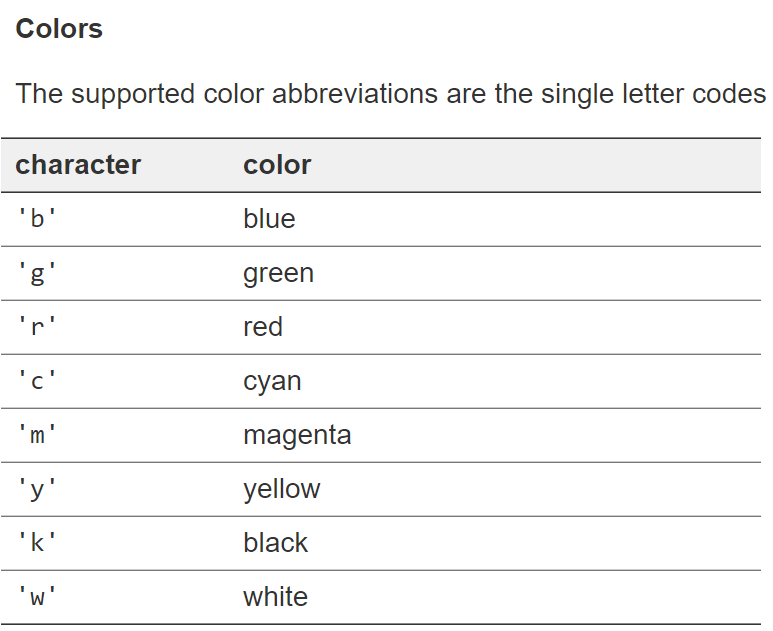 Colors
The supported color abbreviations are the single letter codes
character color
'b' blue
'g' green
'r' red
'c' cyan
'm' magenta
'y' yellow
'k' black
'w' white